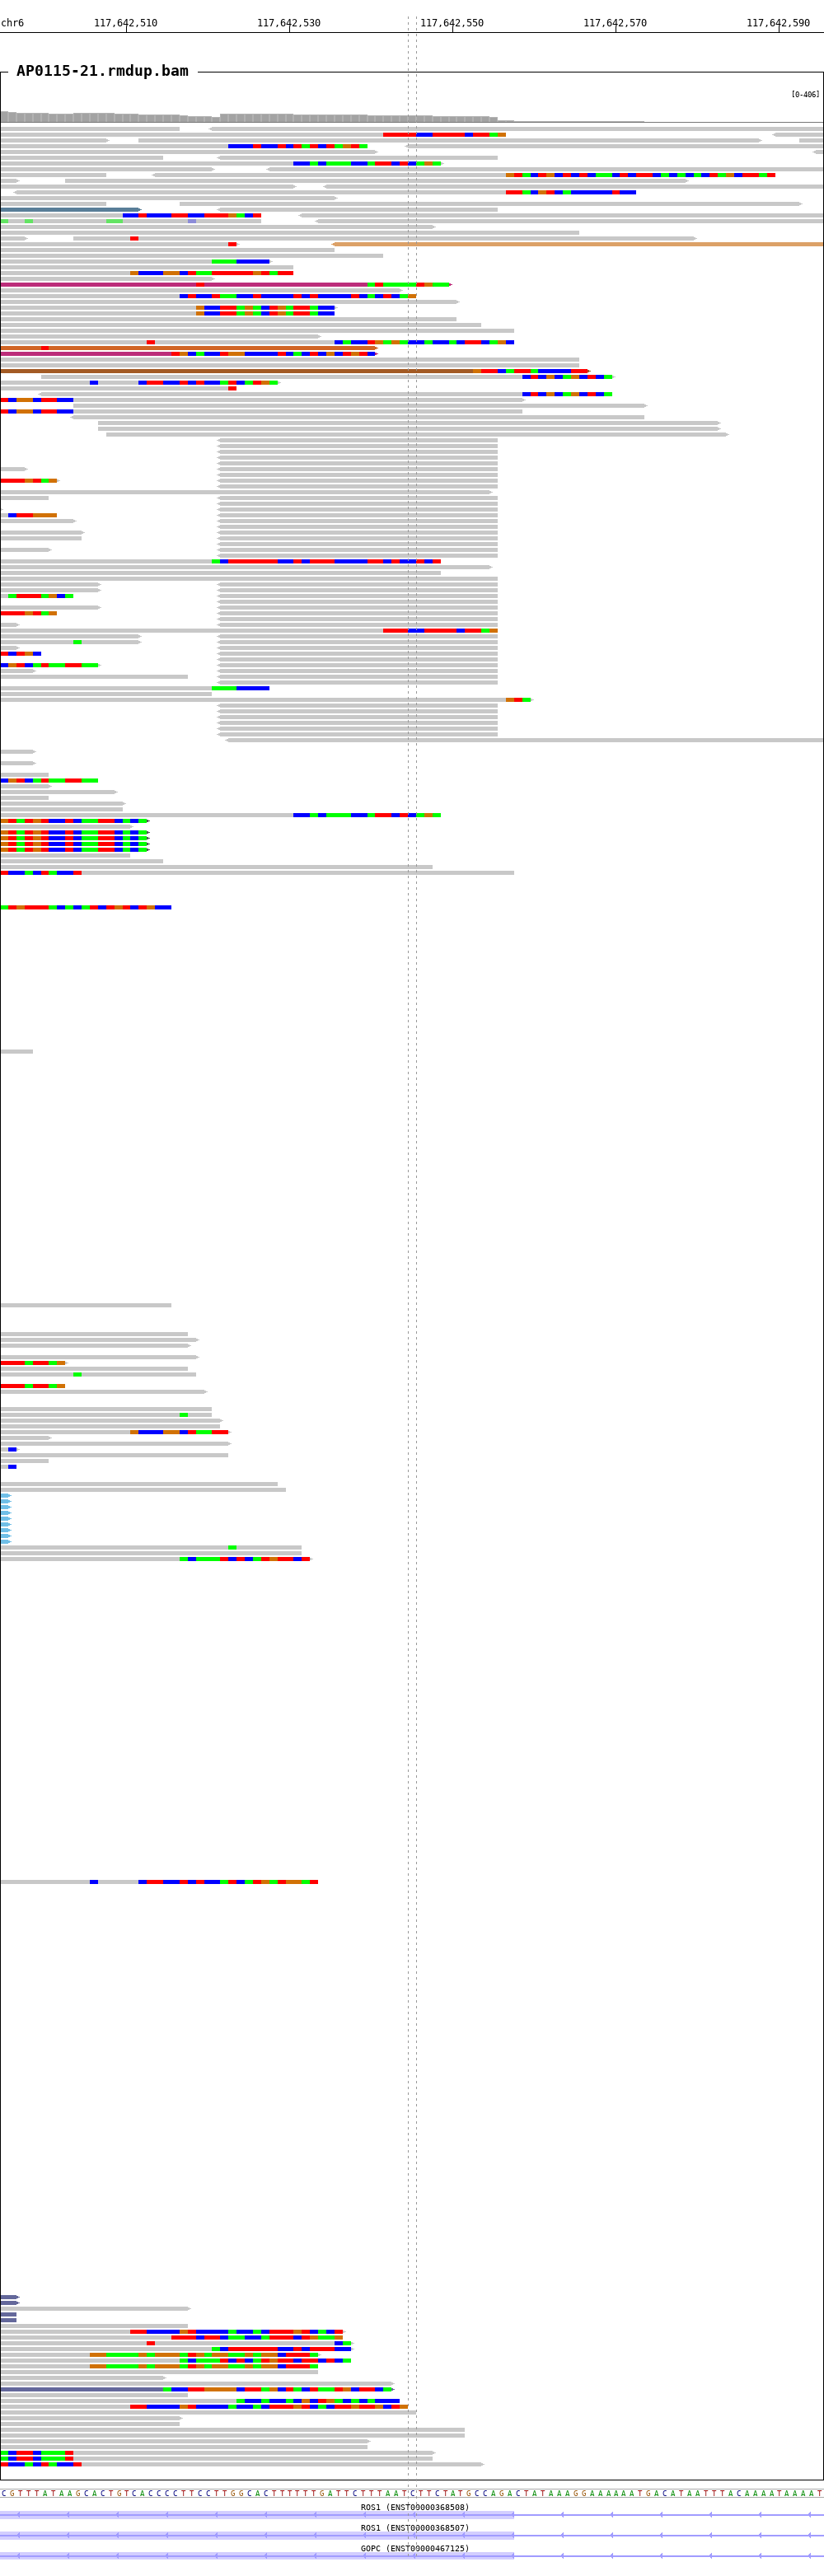 chr6 117,642,510 117,642,530 117,642,550 117,642,570 117,642,590
AP0115-21.rmdup.bam
[0-406]
CGTTTATAAGCACTGTCACCCCTTCCTTGGCACTTTTTTGATTCTTTAATCTTCTATGCCAGACTATAAAGGAAAAAATGACATAATTTACAAAATAAAAT
ROS1 (ENST00000368508)
ROS1 (ENST00000368507)
GOPC (ENST00000467125)